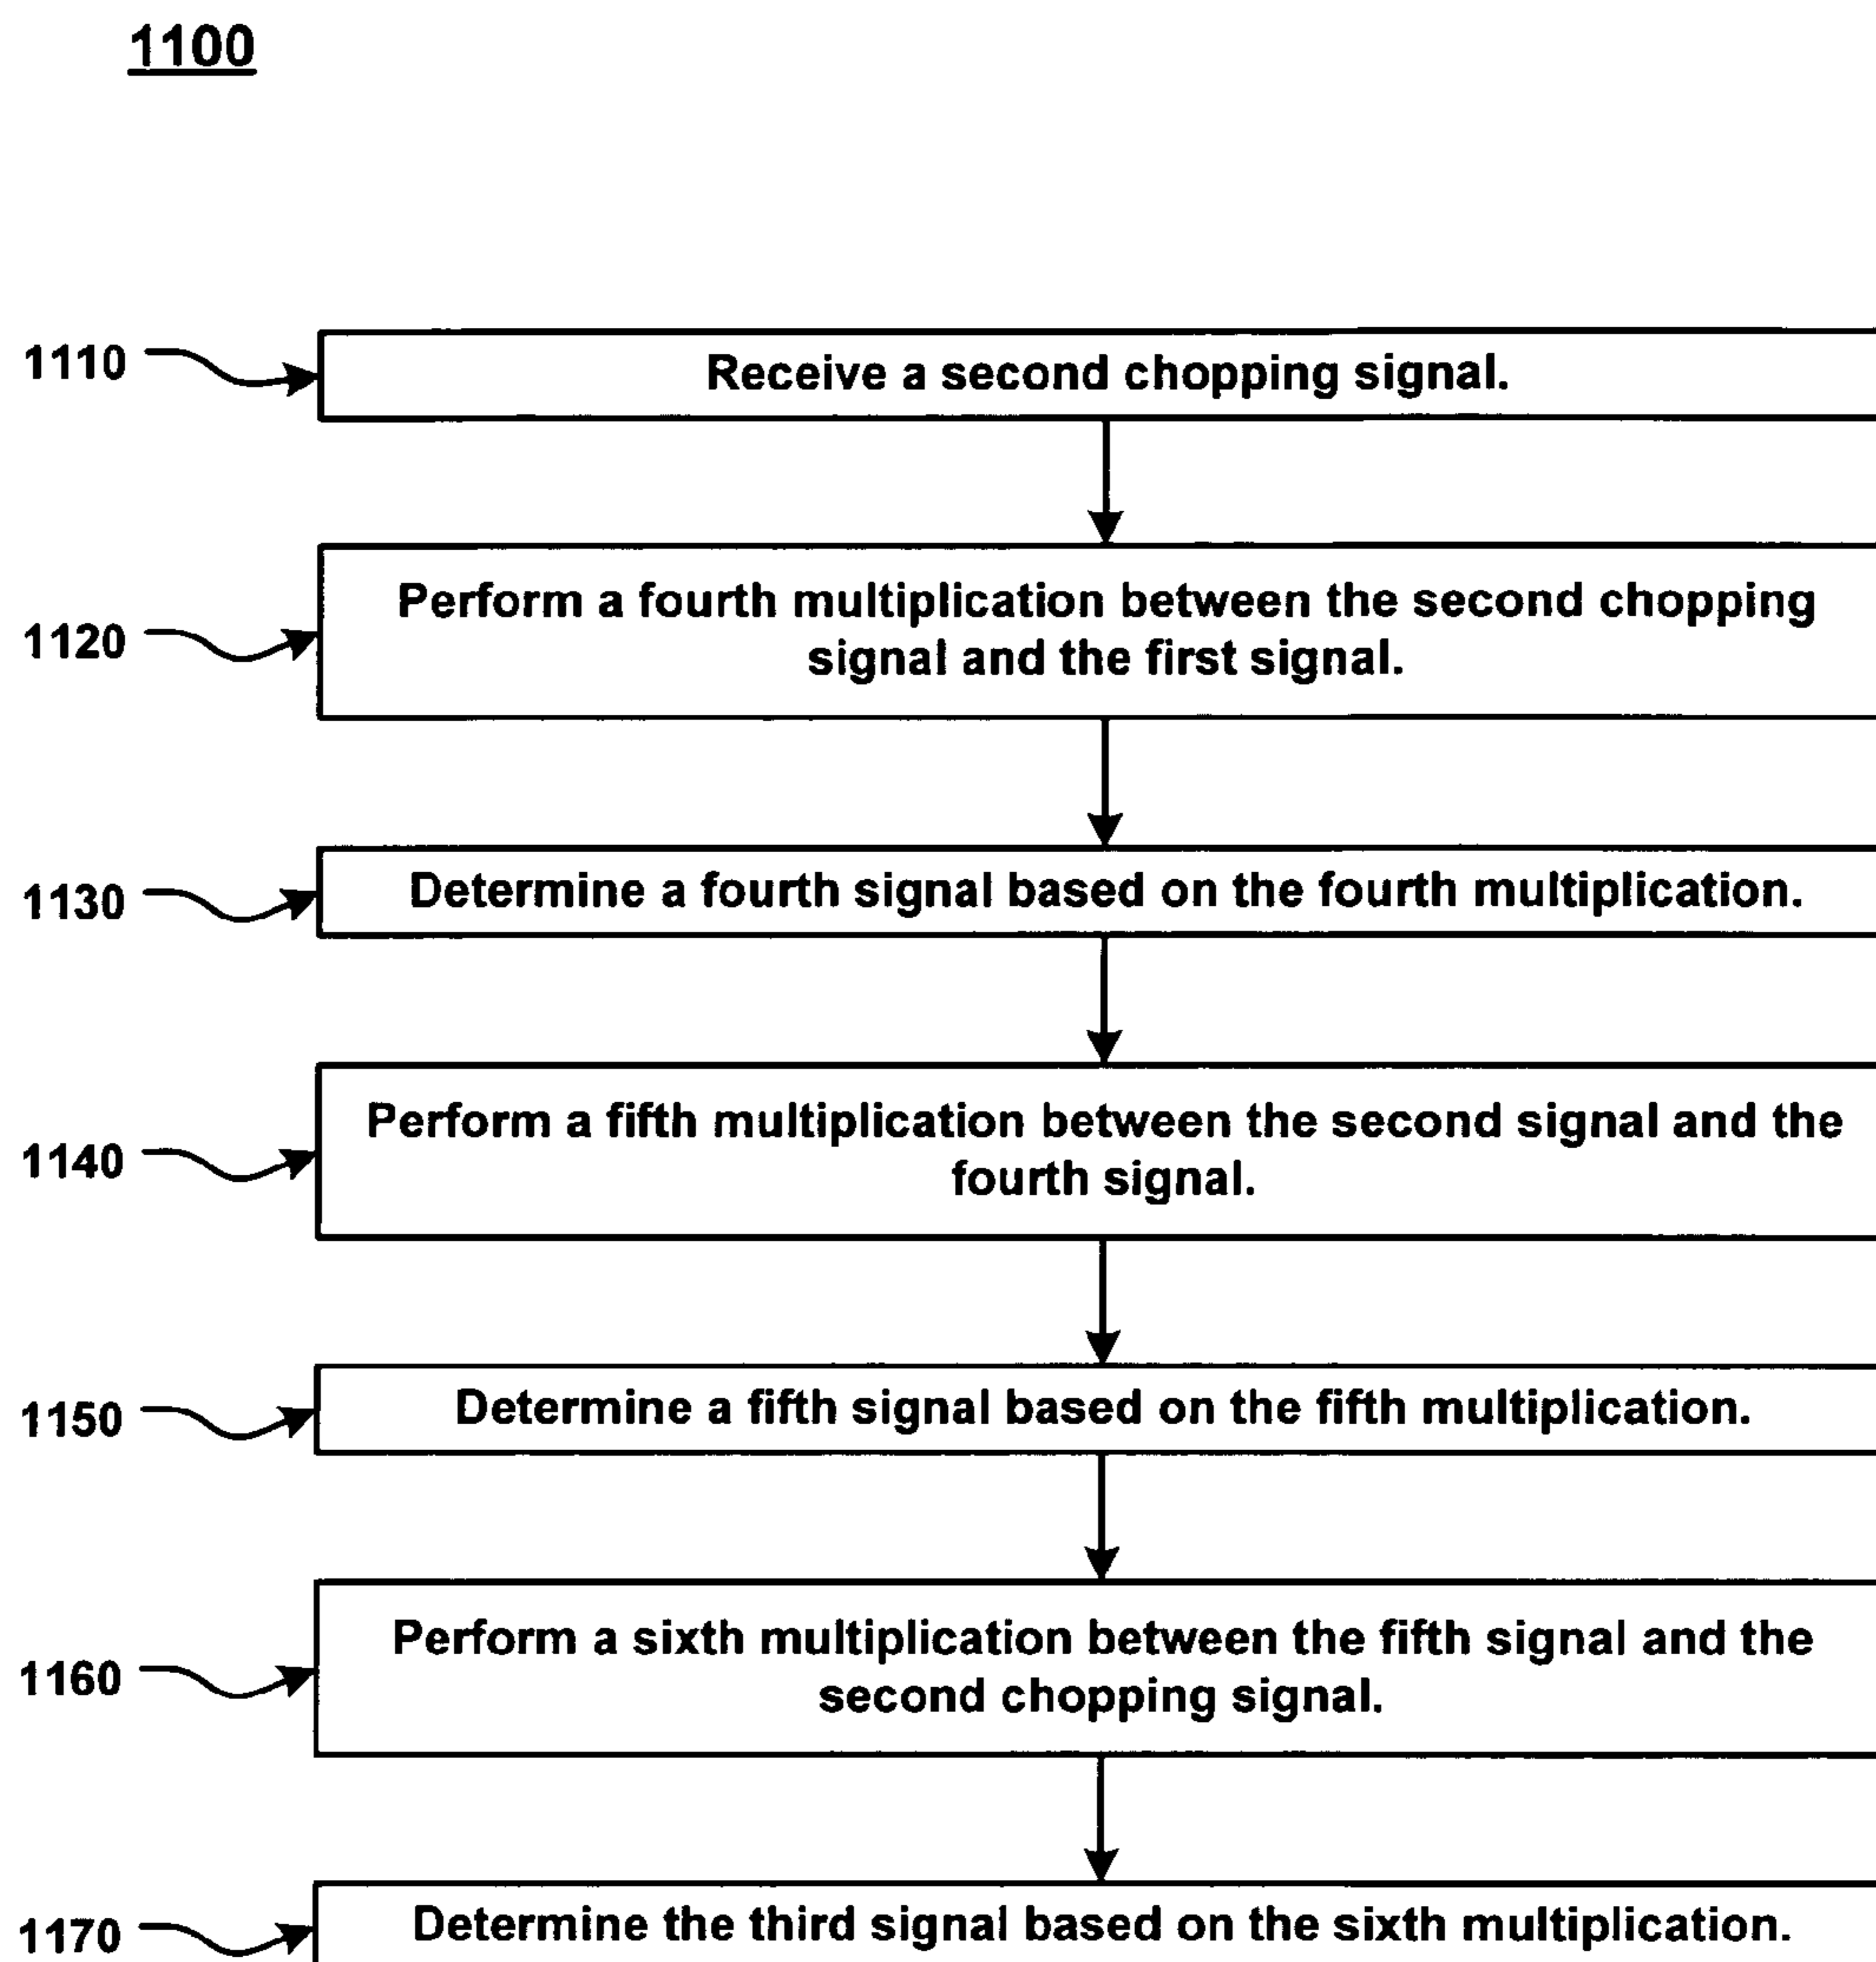 1100
1110
Receive a second chopping signal.
1120
Perform a fourth multiplication between the second chopping
signal and the first signal.
1130
Determine a fourth signal based on the fourth multiplication.
1140
Perform a fifth multiplication between the second signal and the
fourth signal.
1150
Determine a fifth signal based on the fifth multiplication.
1160
Perform a sixth multiplication between the fifth signal and the
second chopping signal.
1170
Determine the third signal based on the sixth multiplication.